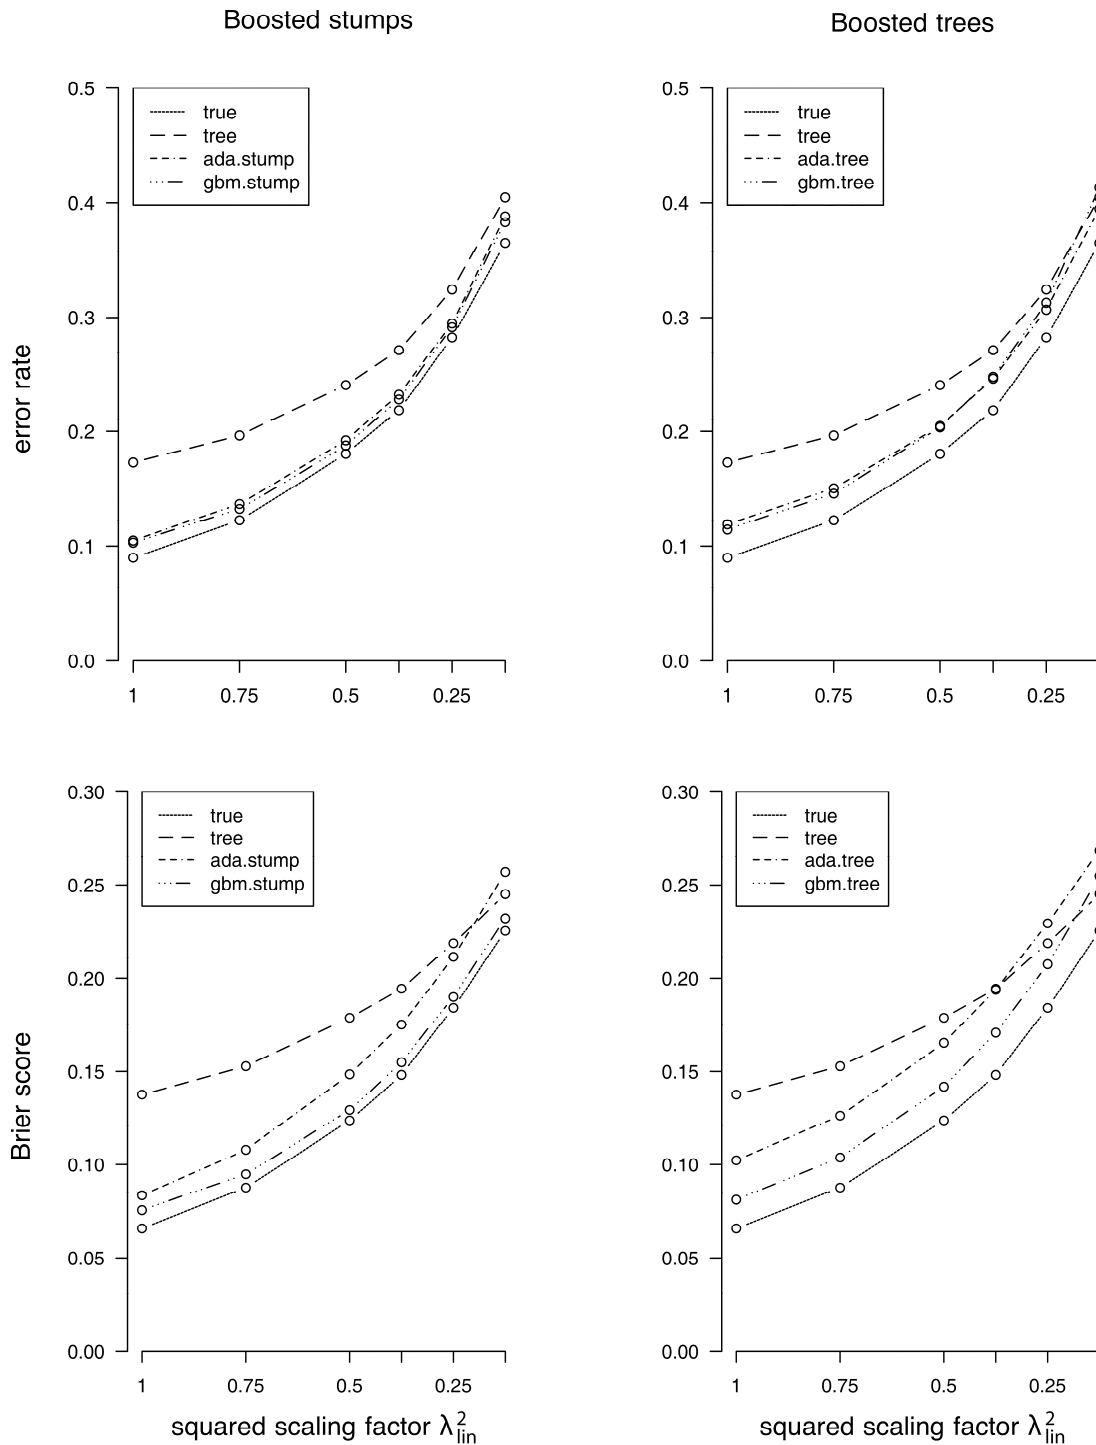 Boosted stumps
Boosted trees
error rate
0.5
0.4
0.3
0.2
0.1
0.0
true
tree
ada.stump
gbm.stump
1 0.75 0.5 0.25
0.5
0.4
0.3
0.2
0.1
0.0
true
tree
ada.tree
gbm.tree
1 0.75 0.5 0.25
Brier score
0.30
0.25
0.20
0.15
0.10
0.05
0.00
true
tree
ada.stump
gbm.stump
1 0.75 0.5 0.25
squared scaling factor λ²lin
0.30
0.25
0.20
0.15
0.10
0.05
0.00
true
tree
ada.tree
gbm.tree
1 0.75 0.5 0.25
squared scaling factor λ²lin